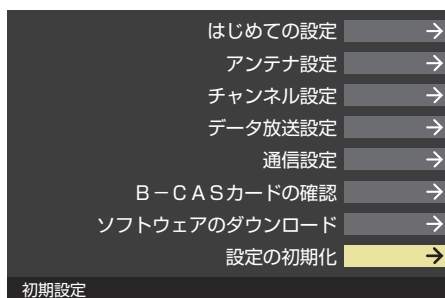 はじめての設定
アンテナ設定
チャンネル設定
データ放送設定
通信設定
Ｂ－ＣＡＳカードの確認
ソフトウェアのダウンロード
設定の初期化
初期設定